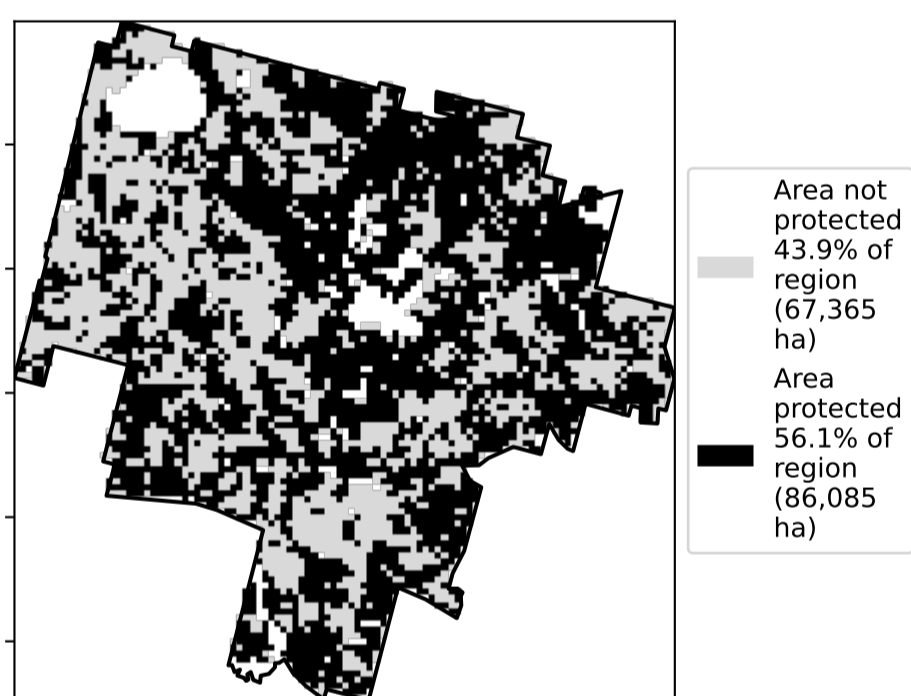 Area not
protected
43.9% of
region
(67,365
ha)
Area
protected
56.1% of
region
(86,085
ha)